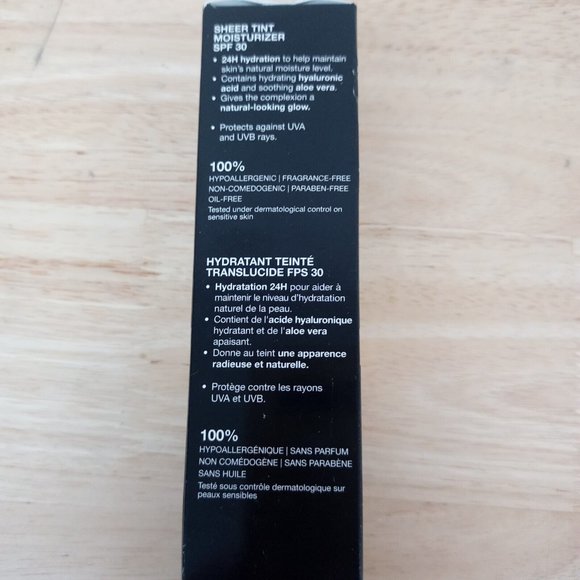 SHEER TINT
MOISTURIZER
SPF 30
• 24H hydration to help maintain
skin's natural moisture level.
• Contains hydrating hyaluronic
acid and soothing aloe vera.
• Gives the complexion a
natural-looking glow.
• Protects against UVA
and UVB rays.
100%
HYPOALLERGENIC | FRAGRANCE-FREE
NON-COMEDOGENIC | PARABEN-FREE
OIL-FREE
Tested under dermatological control on
sensitive skin
HYDRATANT TEINTÉ
TRANSLUCIDE FPS 30
• Hydratation 24H pour aider à
maintenir le niveau d'hydratation
naturel de la peau.
• Contient de l'acide hyaluronique
hydratant et de l'aloe vera
apaisant.
• Donne au teint une apparence
radieuse et naturelle.
• Protège contre les rayons
UVA et UVB.
100%
HYPOALLERGÉNIQUE | SANS PARFUM
NON COMÉDOGÈNE | SANS PARABÈNE
SANS HUILE
Testé sous contrôle dermatologique sur
peaux sensibles